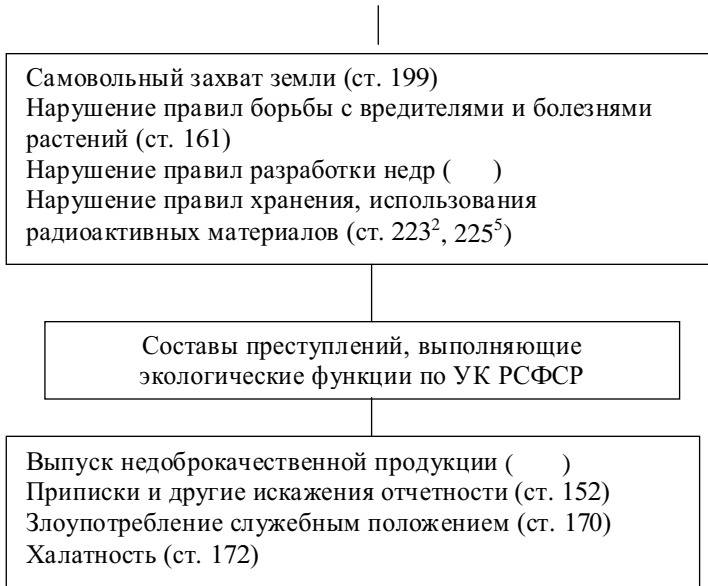 Самовольный захват земли (ст. 199)
Нарушение правил борьбы с вредителями и болезнями
растений (ст. 161)
Нарушение правил разработки недр (    )
Нарушение правил хранения, использования
радиоактивных материалов (ст. 223², 225⁵)
Составы преступлений, выполняющие
экологические функции по УК РСФСР
Выпуск недоброкачественной продукции (    )
Приписки и другие искажения отчетности (ст. 152)
Злоупотребление служебным положением (ст. 170)
Халатность (ст. 172)